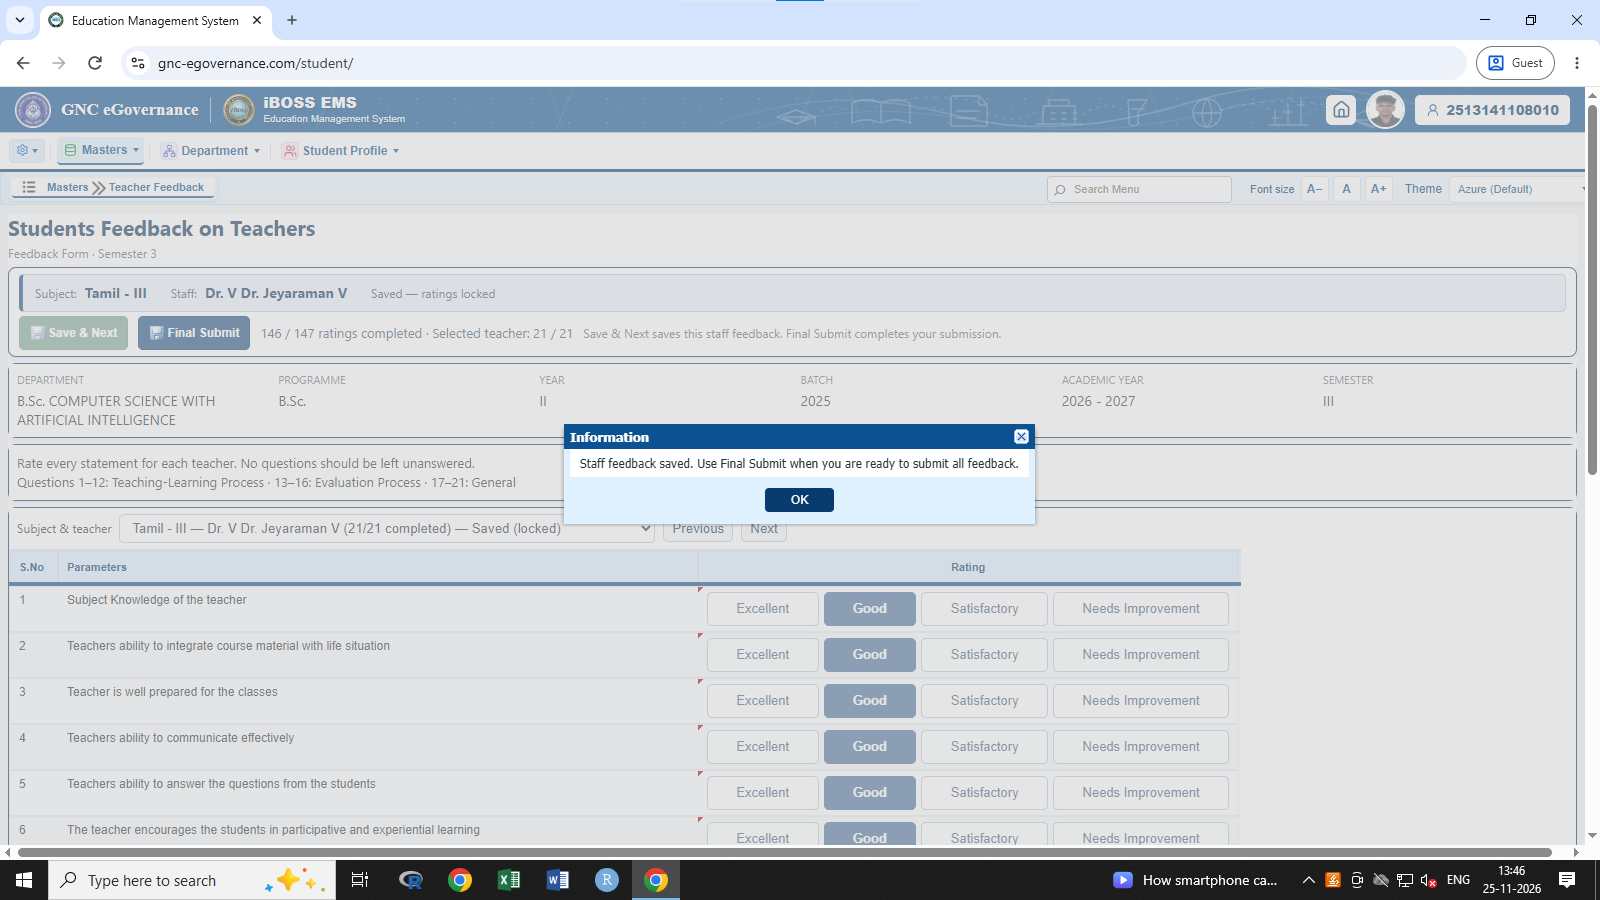 Education Management System
gnc-egovernance.com/student/
Guest
GNC eGovernance
iBOSS EMS
Education Management System
2513141108010
Masters
Department
Student Profile
Masters
Teacher Feedback
Search Menu
Font size
A–
A
A+
Theme
Azure (Default)
Students Feedback on Teachers
Feedback Form · Semester 3
Subject: Tamil - III
Staff: Dr. V Dr. Jeyaraman V
Saved — ratings locked
Save & Next
Final Submit
146 / 147 ratings completed · Selected teacher: 21 / 21
Save & Next saves this staff feedback. Final Submit completes your submission.
DEPARTMENT
B.Sc. COMPUTER SCIENCE WITH
ARTIFICIAL INTELLIGENCE
PROGRAMME
B.Sc.
YEAR
II
BATCH
2025
ACADEMIC YEAR
2026 - 2027
SEMESTER
III
Information
Staff feedback saved. Use Final Submit when you are ready to submit all feedback.
OK
Rate every statement for each teacher. No questions should be left unanswered.
Questions 1–12: Teaching-Learning Process · 13–16: Evaluation Process · 17–21: General
Subject & teacher
Tamil - III — Dr. V Dr. Jeyaraman V (21/21 completed) — Saved (locked)
Previous
Next
S.No
Parameters
Rating
1 Subject Knowledge of the teacher Excellent Good Satisfactory Needs Improvement
2 Teachers ability to integrate course material with life situation Excellent Good Satisfactory Needs Improvement
3 Teacher is well prepared for the classes Excellent Good Satisfactory Needs Improvement
4 Teachers ability to communicate effectively Excellent Good Satisfactory Needs Improvement
5 Teachers ability to answer the questions from the students Excellent Good Satisfactory Needs Improvement
6 The teacher encourages the students in participative and experiential learning Excellent Good Satisfactory Needs Improvement
Type here to search
How smartphone ca...
ENG
13:46
25-11-2026